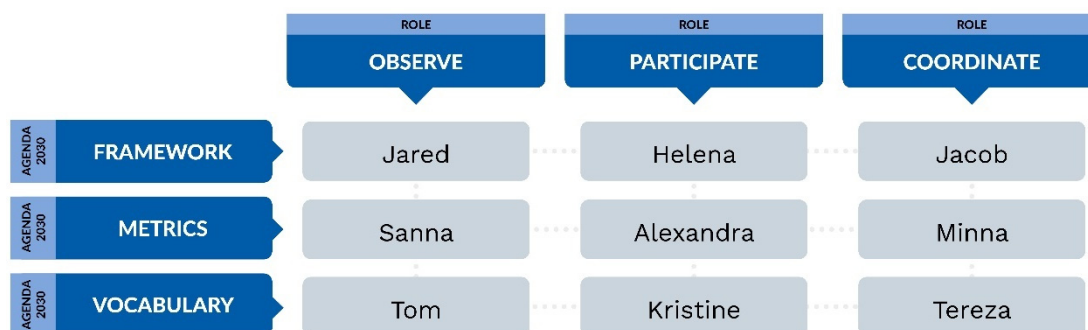 ROLE ROLE ROLE
OBSERVE PARTICIPATE COORDINATE
AGENDA 2030 FRAMEWORK Jared Helena Jacob
AGENDA 2030 METRICS Sanna Alexandra Minna
AGENDA 2030 VOCABULARY Tom Kristine Tereza